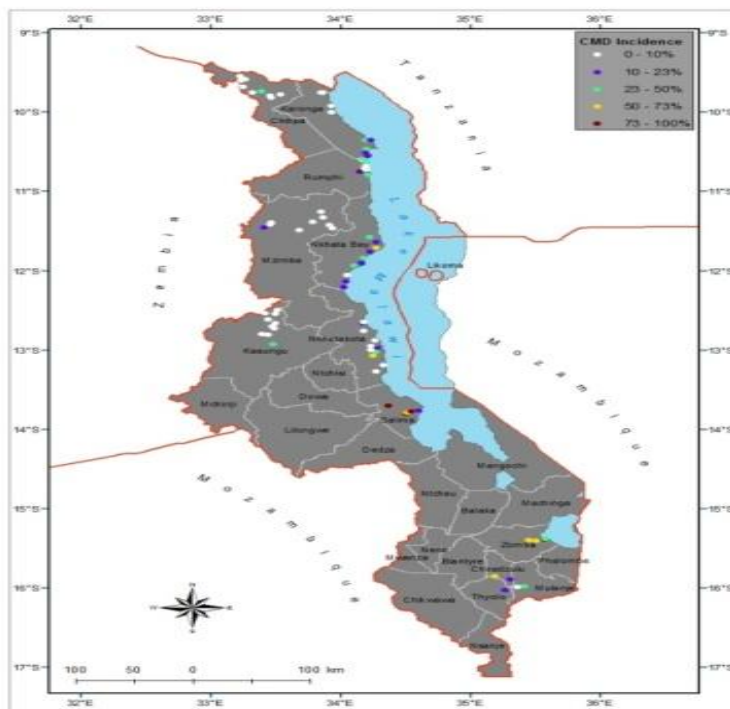 33°E 34°E 35°E 36°E
9°S 9°S
CMD Incidence
0 - 10%
10 - 23%
23 - 50%
50 - 73%
73 - 100%
Tanzania
10°S 10°S
Karonga
Chitipa
Rumphi
11°S 11°S
Zambia
Nkhata Bay
Mzimba
Likoma
12°S 12°S
Mozambique
Nkhotakota
Kasungu
13°S 13°S
Ntchisi
Dowa
Mchinji
Salima
Lilongwe
14°S 14°S
Dedza
Mangochi
Mozambique
Ntcheu
Machinga
15°S 15°S
Balaka
Zomba
Neno
Mwanza
Blantyre
Phalombe
Chiradzulu
16°S 16°S
Mulanje
Thyolo
Chikwawa
N
W E
S
Nsanje
17°S 17°S
100 50 0 100 km
33°E 34°E 35°E 36°E